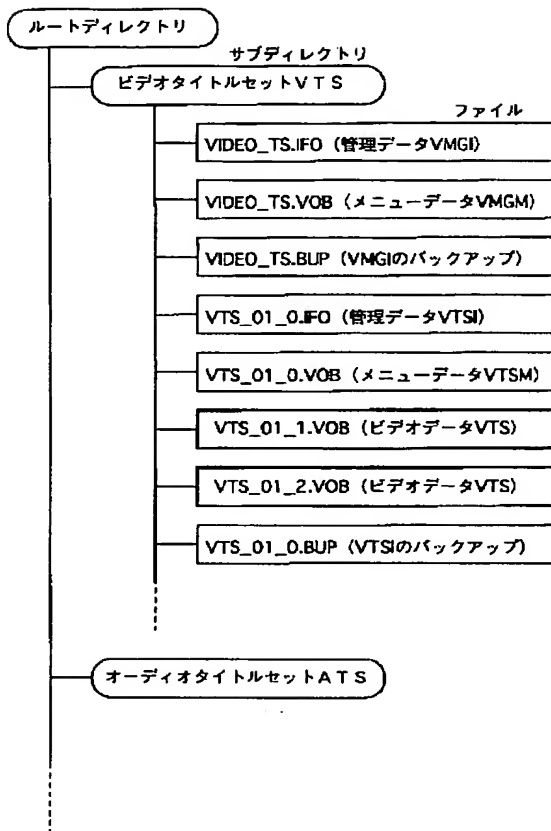 ルートディレクトリ
サブディレクトリ
ビデオタイトルセットVTS
ファイル
VIDEO_TS.IFO (管理データVMGI)
VIDEO_TS.VOB (メニューデータVMGM)
VIDEO_TS.BUP (VMGIのバックアップ)
VTS_01_0.IFO (管理データVTSI)
VTS_01_0.VOB (メニューデータVTSM)
VTS_01_1.VOB (ビデオデータVTS)
VTS_01_2.VOB (ビデオデータVTS)
VTS_01_0.BUP (VTSIのバックアップ)
オーディオタイトルセットATS